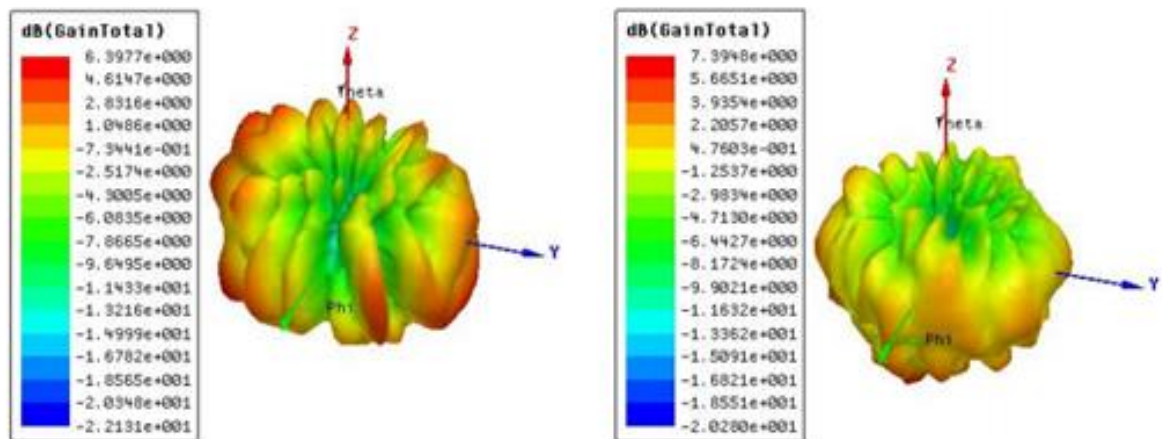 dB(GainTotal)
6.3977e+000
4.6147e+000
2.8316e+000
1.0486e+000
-7.3441e-001
-2.5174e+000
-4.3005e+000
-6.0835e+000
-7.8665e+000
-9.6495e+000
-1.1433e+001
-1.3216e+001
-1.4999e+001
-1.6782e+001
-1.8565e+001
-2.0348e+001
-2.2131e+001
Z
Theta
Y
Phi
dB(GainTotal)
7.3948e+000
5.6651e+000
3.9354e+000
2.2057e+000
4.7603e-001
-1.2537e+000
-2.9834e+000
-4.7130e+000
-6.4427e+000
-8.1724e+000
-9.9021e+000
-1.1632e+001
-1.3362e+001
-1.5091e+001
-1.6821e+001
-1.8551e+001
-2.0280e+001
Z
Theta
Y
Phi